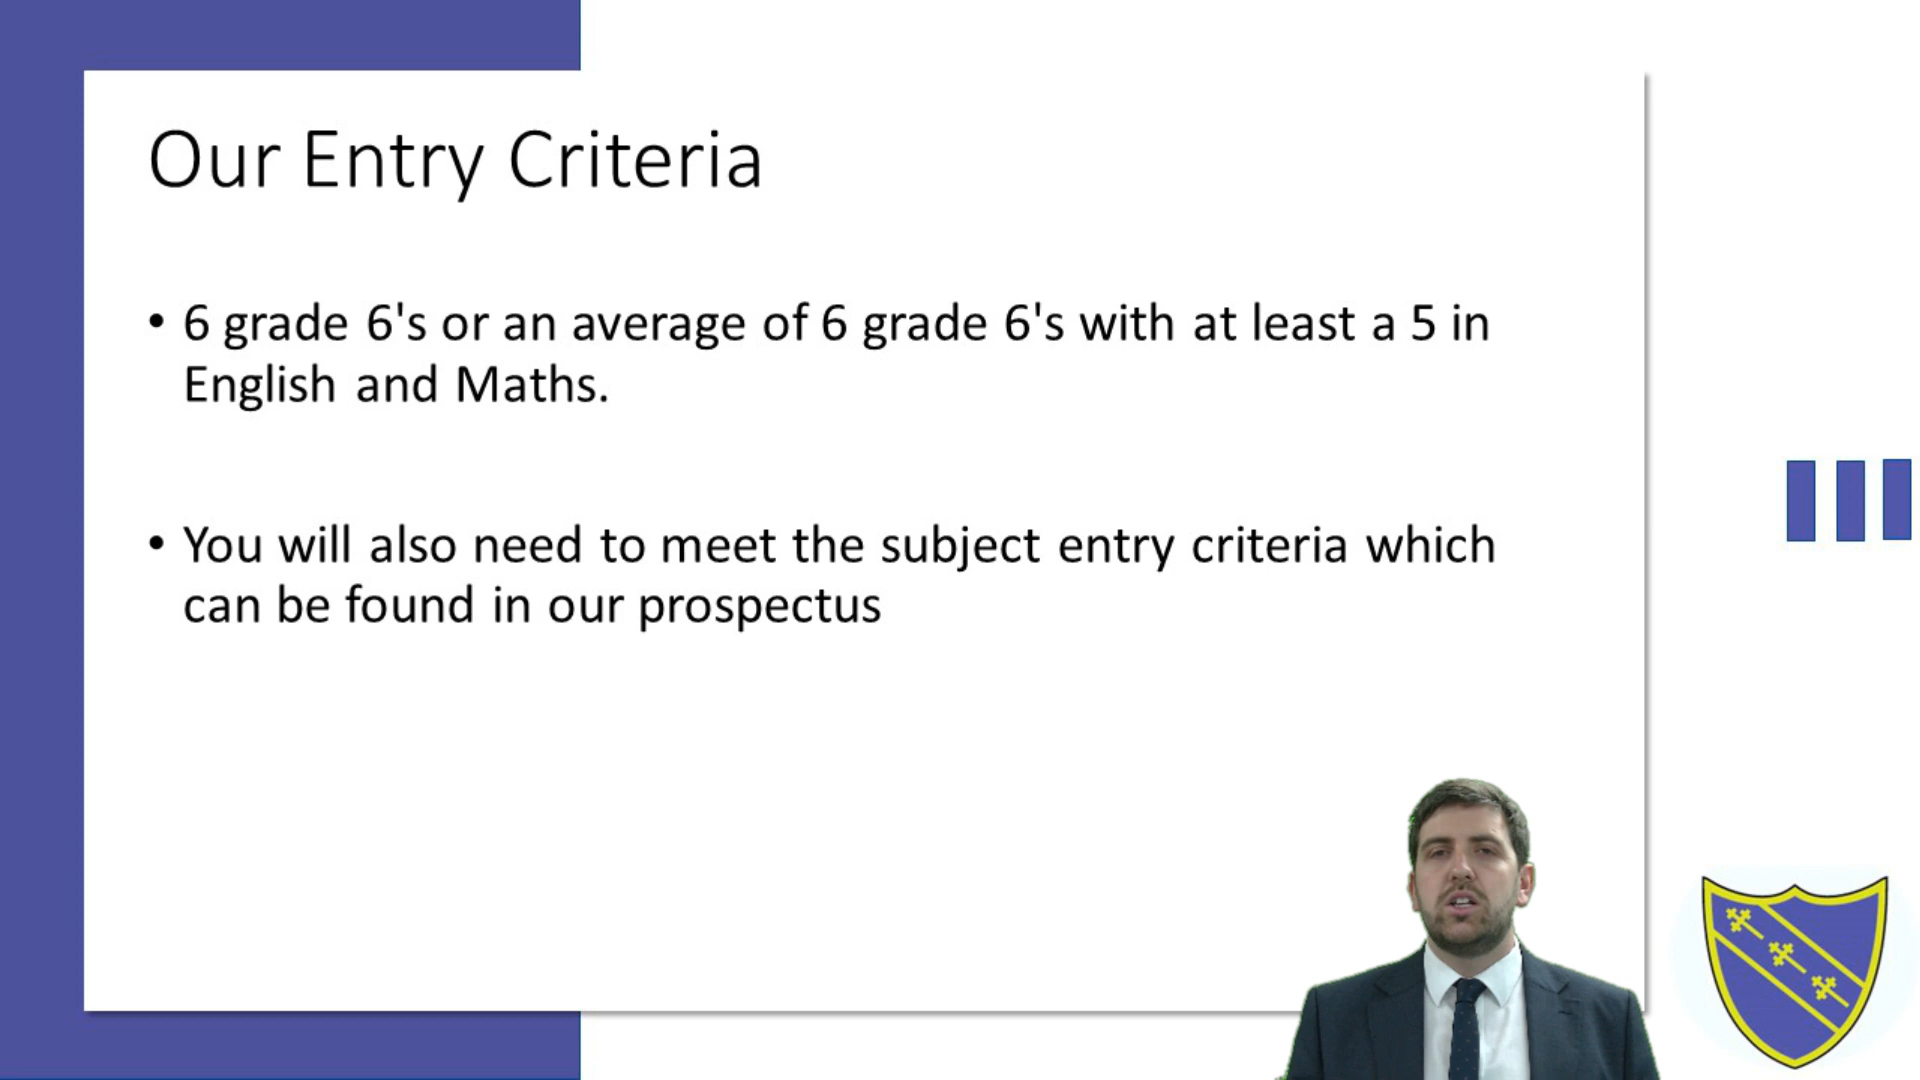 Our Entry Criteria
• 6 grade 6's or an average of 6 grade 6's with at least a 5 in
English and Maths.
• You will also need to meet the subject entry criteria which
can be found in our prospectus